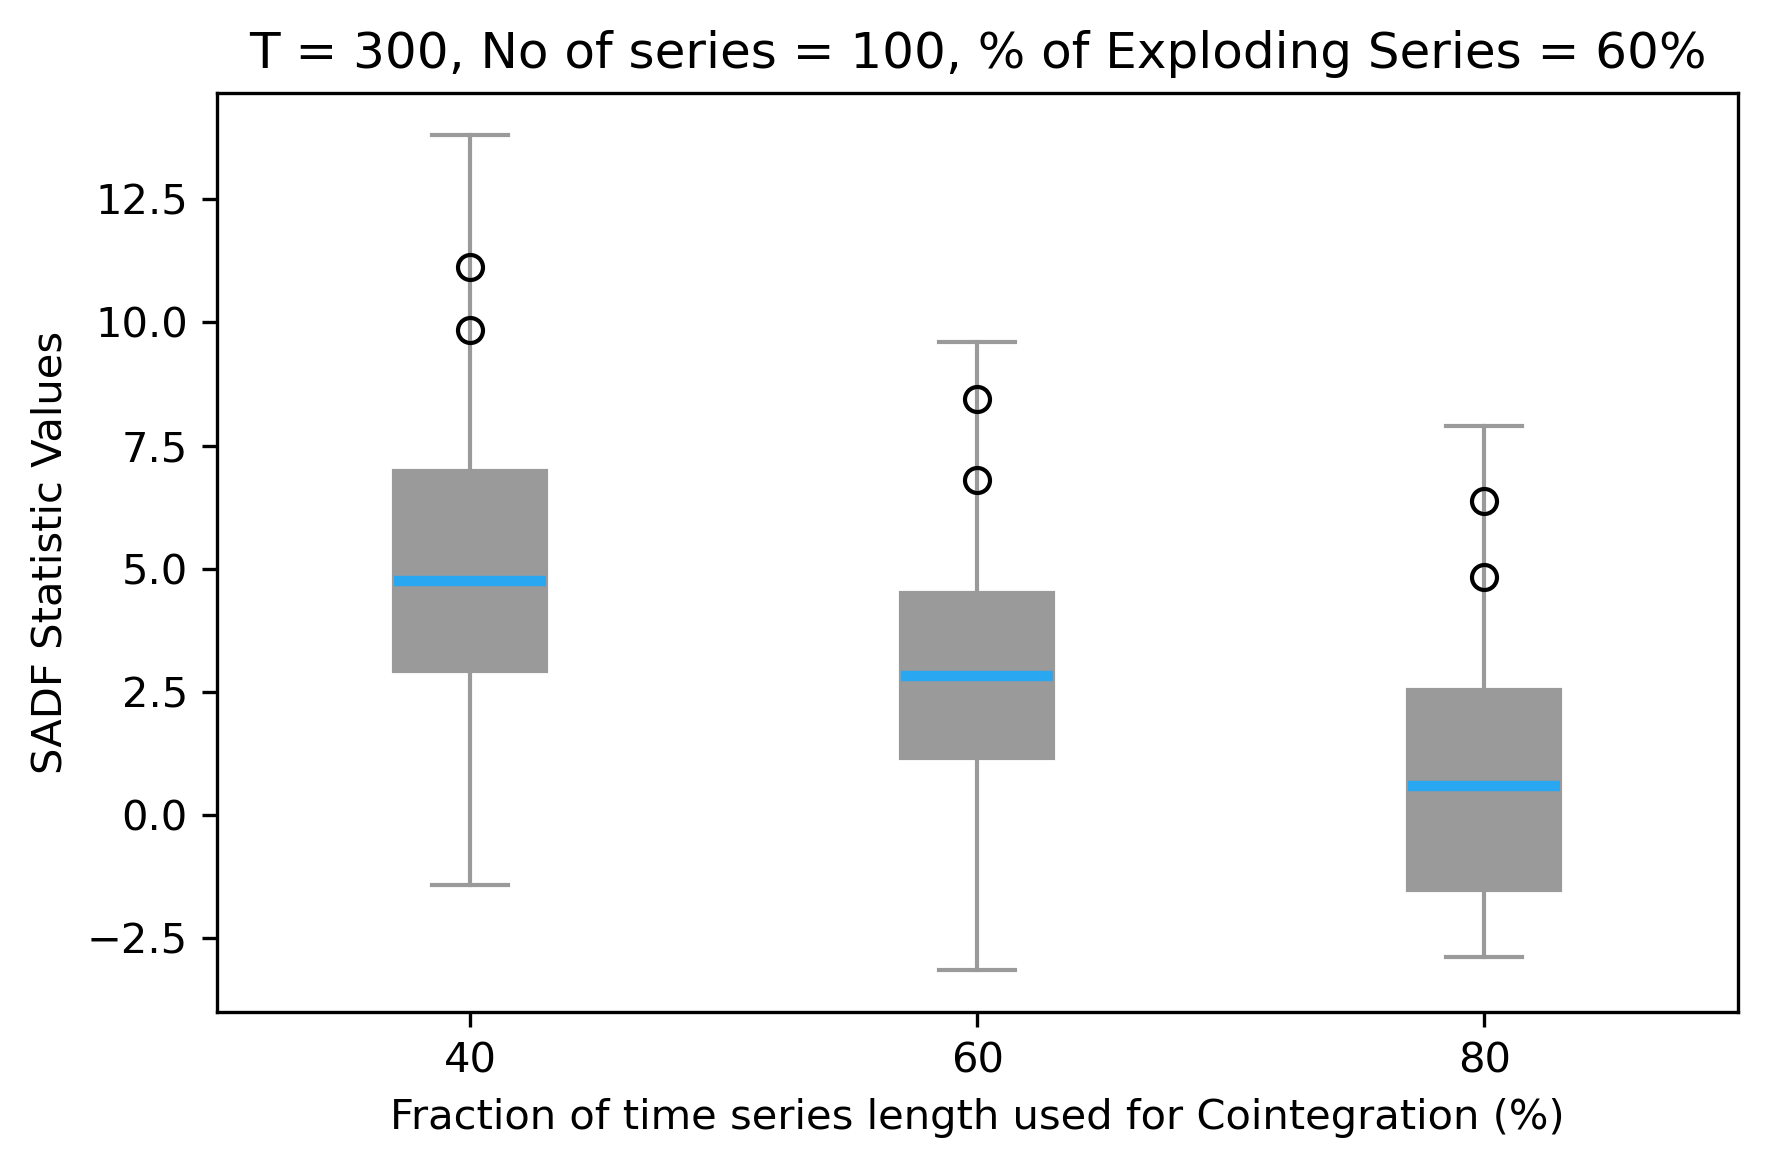 T = 300, No of series = 100, % of Exploding Series = 60%
12.5
10.0
7.5
5.0
2.5
0.0
−2.5
SADF Statistic Values
40 60 80
Fraction of time series length used for Cointegration (%)